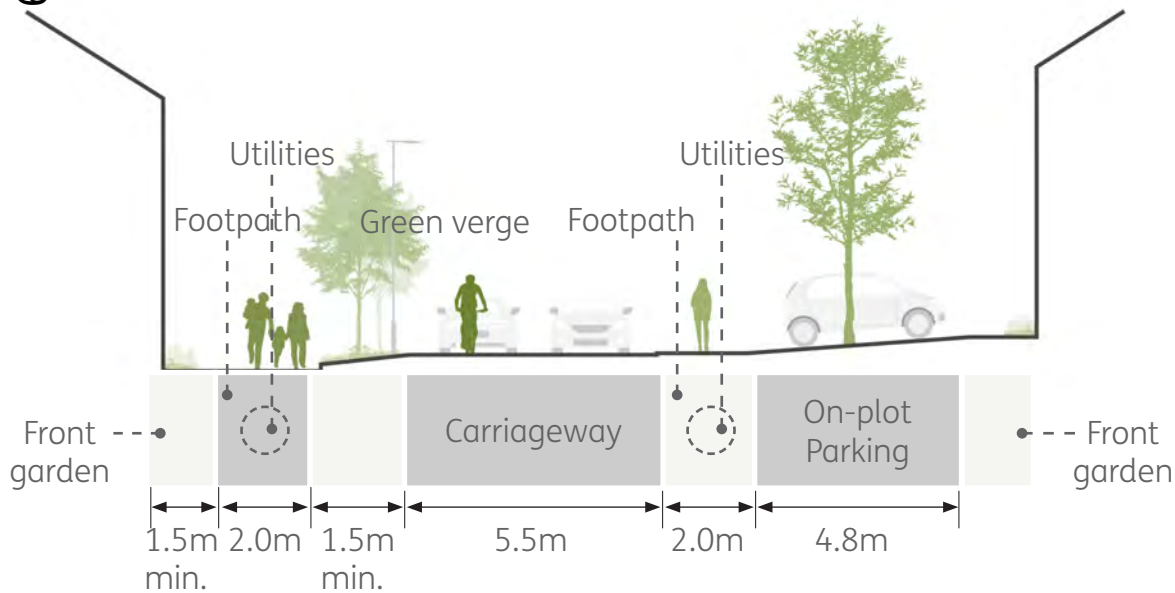 Utilities
Utilities
Footpath
Green verge
Footpath
Front
garden
Carriageway
On-plot
Parking
Front
garden
1.5m
min.
2.0m
1.5m
min.
5.5m
2.0m
4.8m